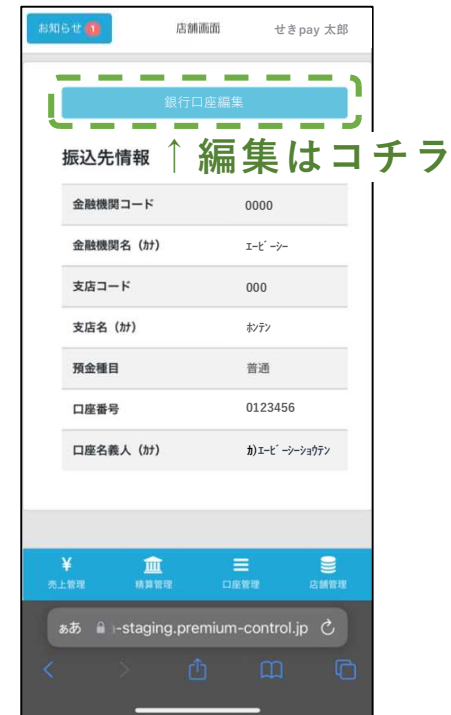 お知らせ 1 店舗画面 せきpay 太郎
銀行口座編集
振込先情報 ↑編集はコチラ
金融機関コード 0000
金融機関名（ｶﾅ） ｴｰﾋﾞｰｼｰ
支店コード 000
支店名（ｶﾅ） ﾎﾝﾃﾝ
預金種目 普通
口座番号 0123456
口座名義人（ｶﾅ） ｶ)ｴｰﾋﾞｰｼｰｼｮｳﾃﾝ
¥
売上管理 精算管理 口座管理 店舗管理
ぁあ -staging.premium-control.jp